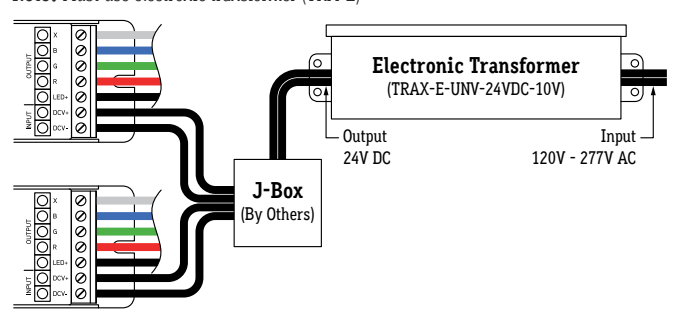 X
B
G
R
LED+
DCV+
DCV-
OUTPUT
INPUT
Electronic Transformer
(TRAX-E-UNV-24VDC-10V)
Output
24V DC
Input
120V - 277V AC
J-Box
(By Others)
X
B
G
R
LED+
DCV+
DCV-
OUTPUT
INPUT